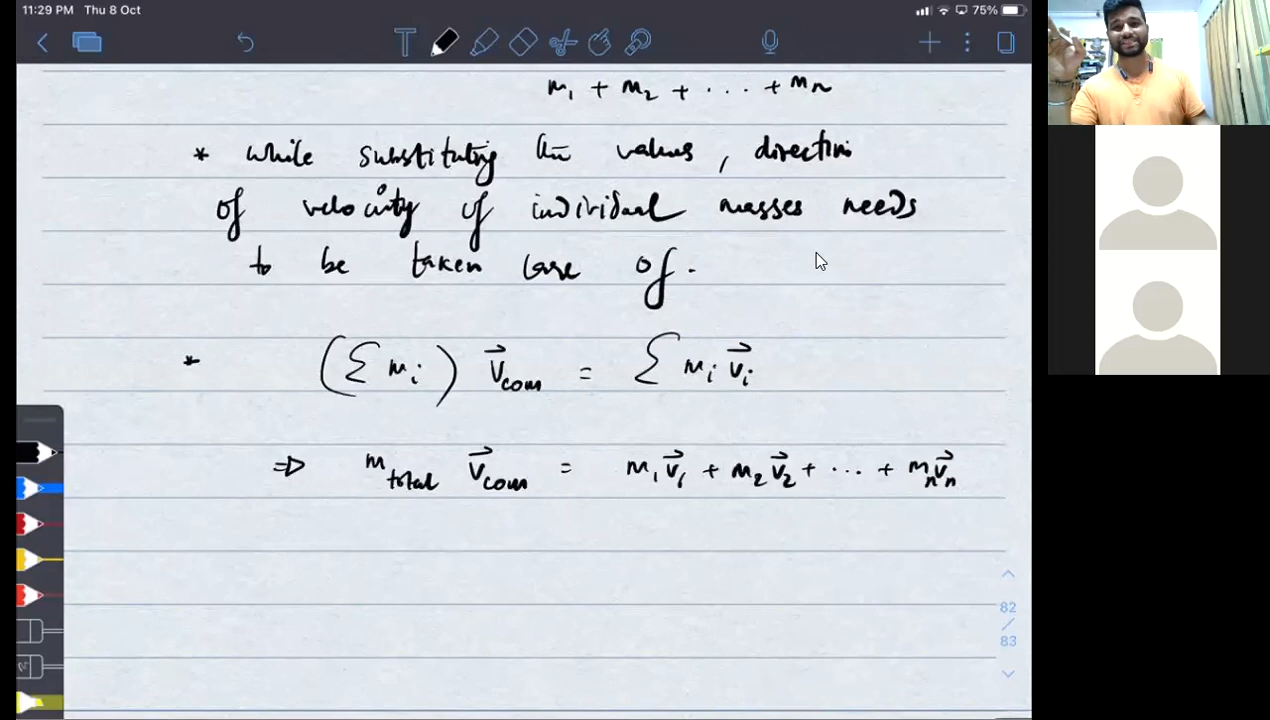 11:29 PM Thu 8 Oct 75%
m₁ + m₂ + .... + mₙ
* while substituting the values, direction
of velocity of individual masses needs
to be taken care of.
* (Σ mᵢ) v⃗com = Σ mᵢ v⃗ᵢ
⇒ mtotal v⃗com = m₁v⃗₁ + m₂v⃗₂ + ... + mₙv⃗ₙ
82
/
83